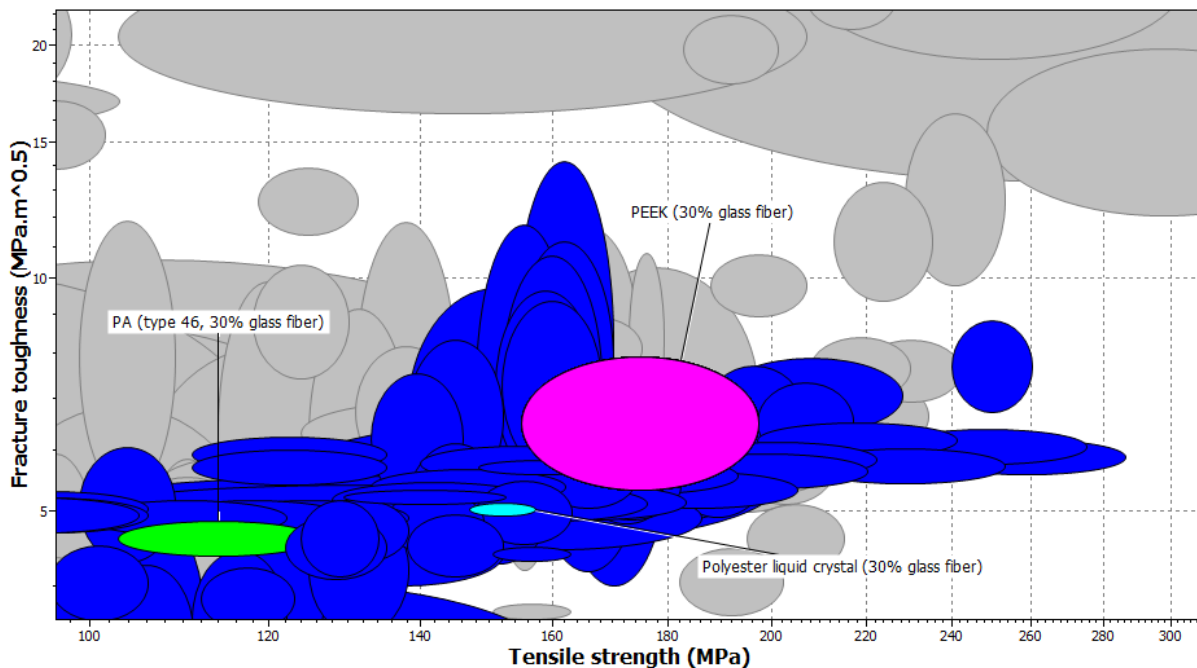 Fracture toughness (MPa.m^0.5)
20
15
10
5
PEEK (30% glass fiber)
PA (type 46, 30% glass fiber)
Polyester liquid crystal (30% glass fiber)
100 120 140 160 180 200 220 240 260 280 300
Tensile strength (MPa)